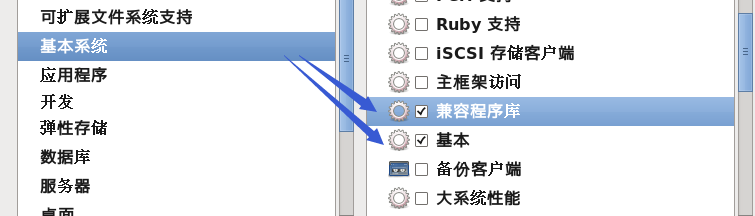 可扩展文件系统支持
基本系统
应用程序
开发
弹性存储
数据库
服务器
桌面
Ruby 支持
iSCSI 存储客户端
主框架访问
兼容程序库
基本
备份客户端
大系统性能